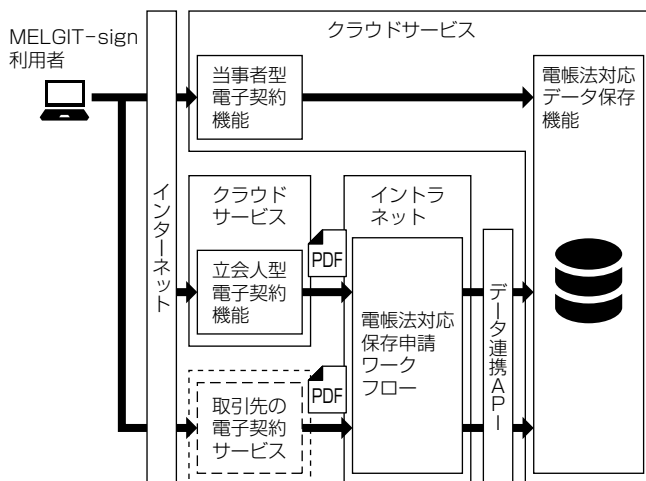 MELGIT-sign
利用者
クラウドサービス
当事者型
電子契約
機能
電帳法対応
データ保存
機能
インターネット
クラウド
サービス
イントラ
ネット
PDF
立会人型
電子契約
機能
電帳法対応
保存申請
ワーク
フロー
データ連携API
PDF
取引先の
電子契約
サービス